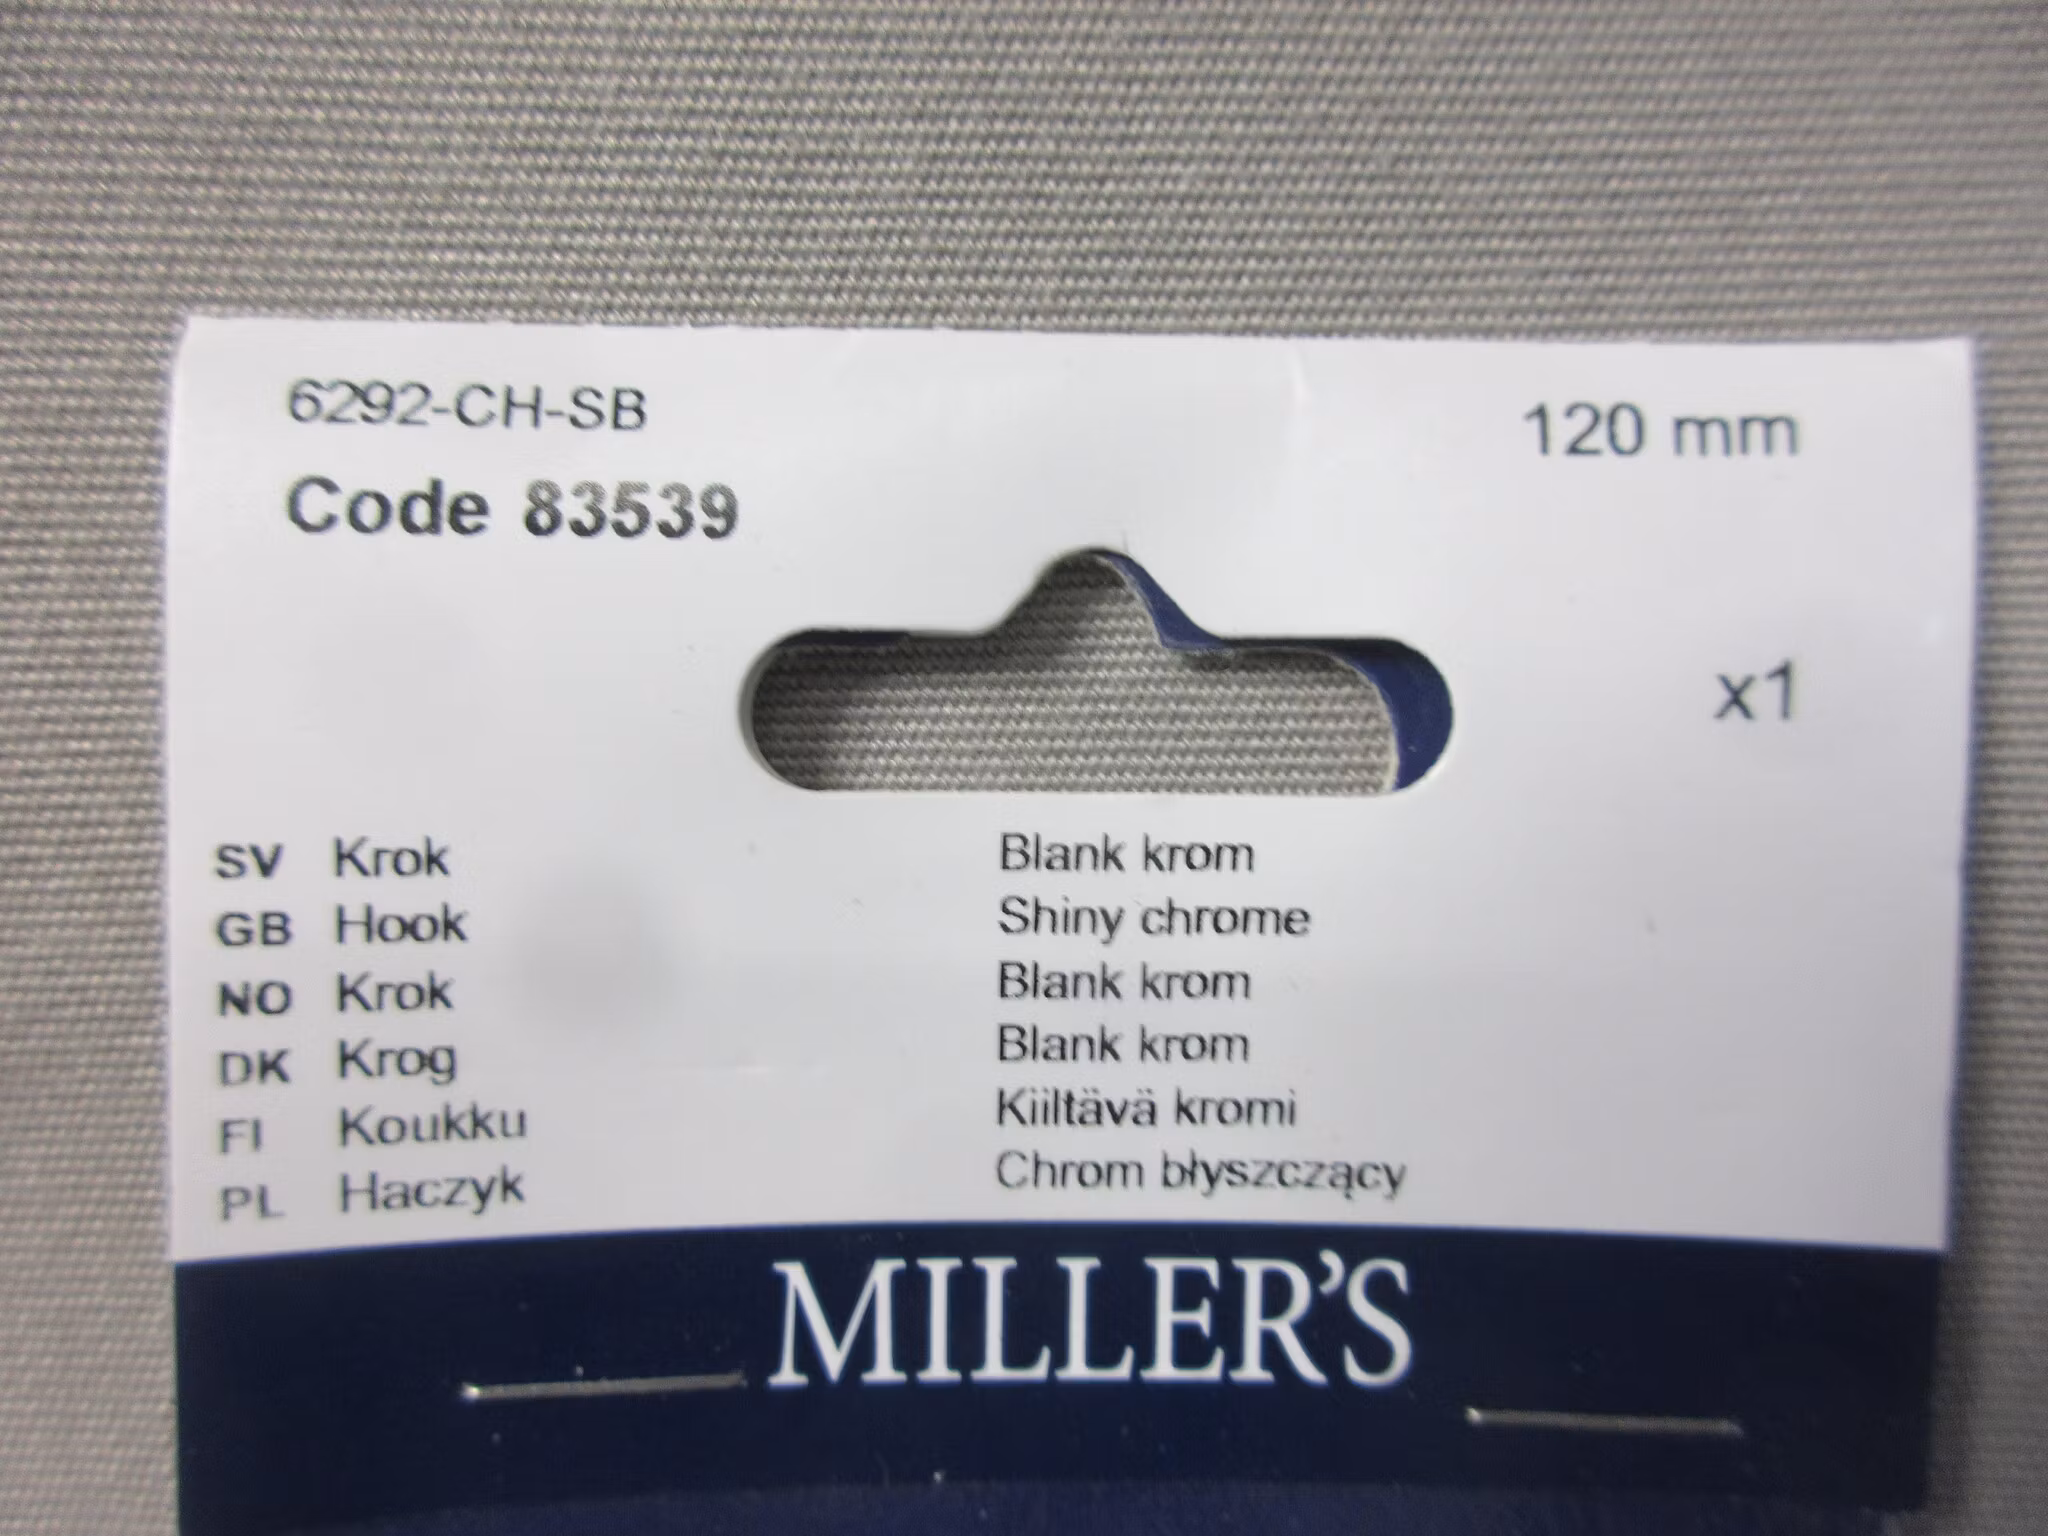 6292-CH-SB
120 mm
Code 83539
x1
SV Krok Blank krom
GB Hook Shiny chrome
NO Krok Blank krom
DK Krog Blank krom
FI Koukku Kiiltävä kromi
PL Haczyk Chrom błyszczący
MILLER'S